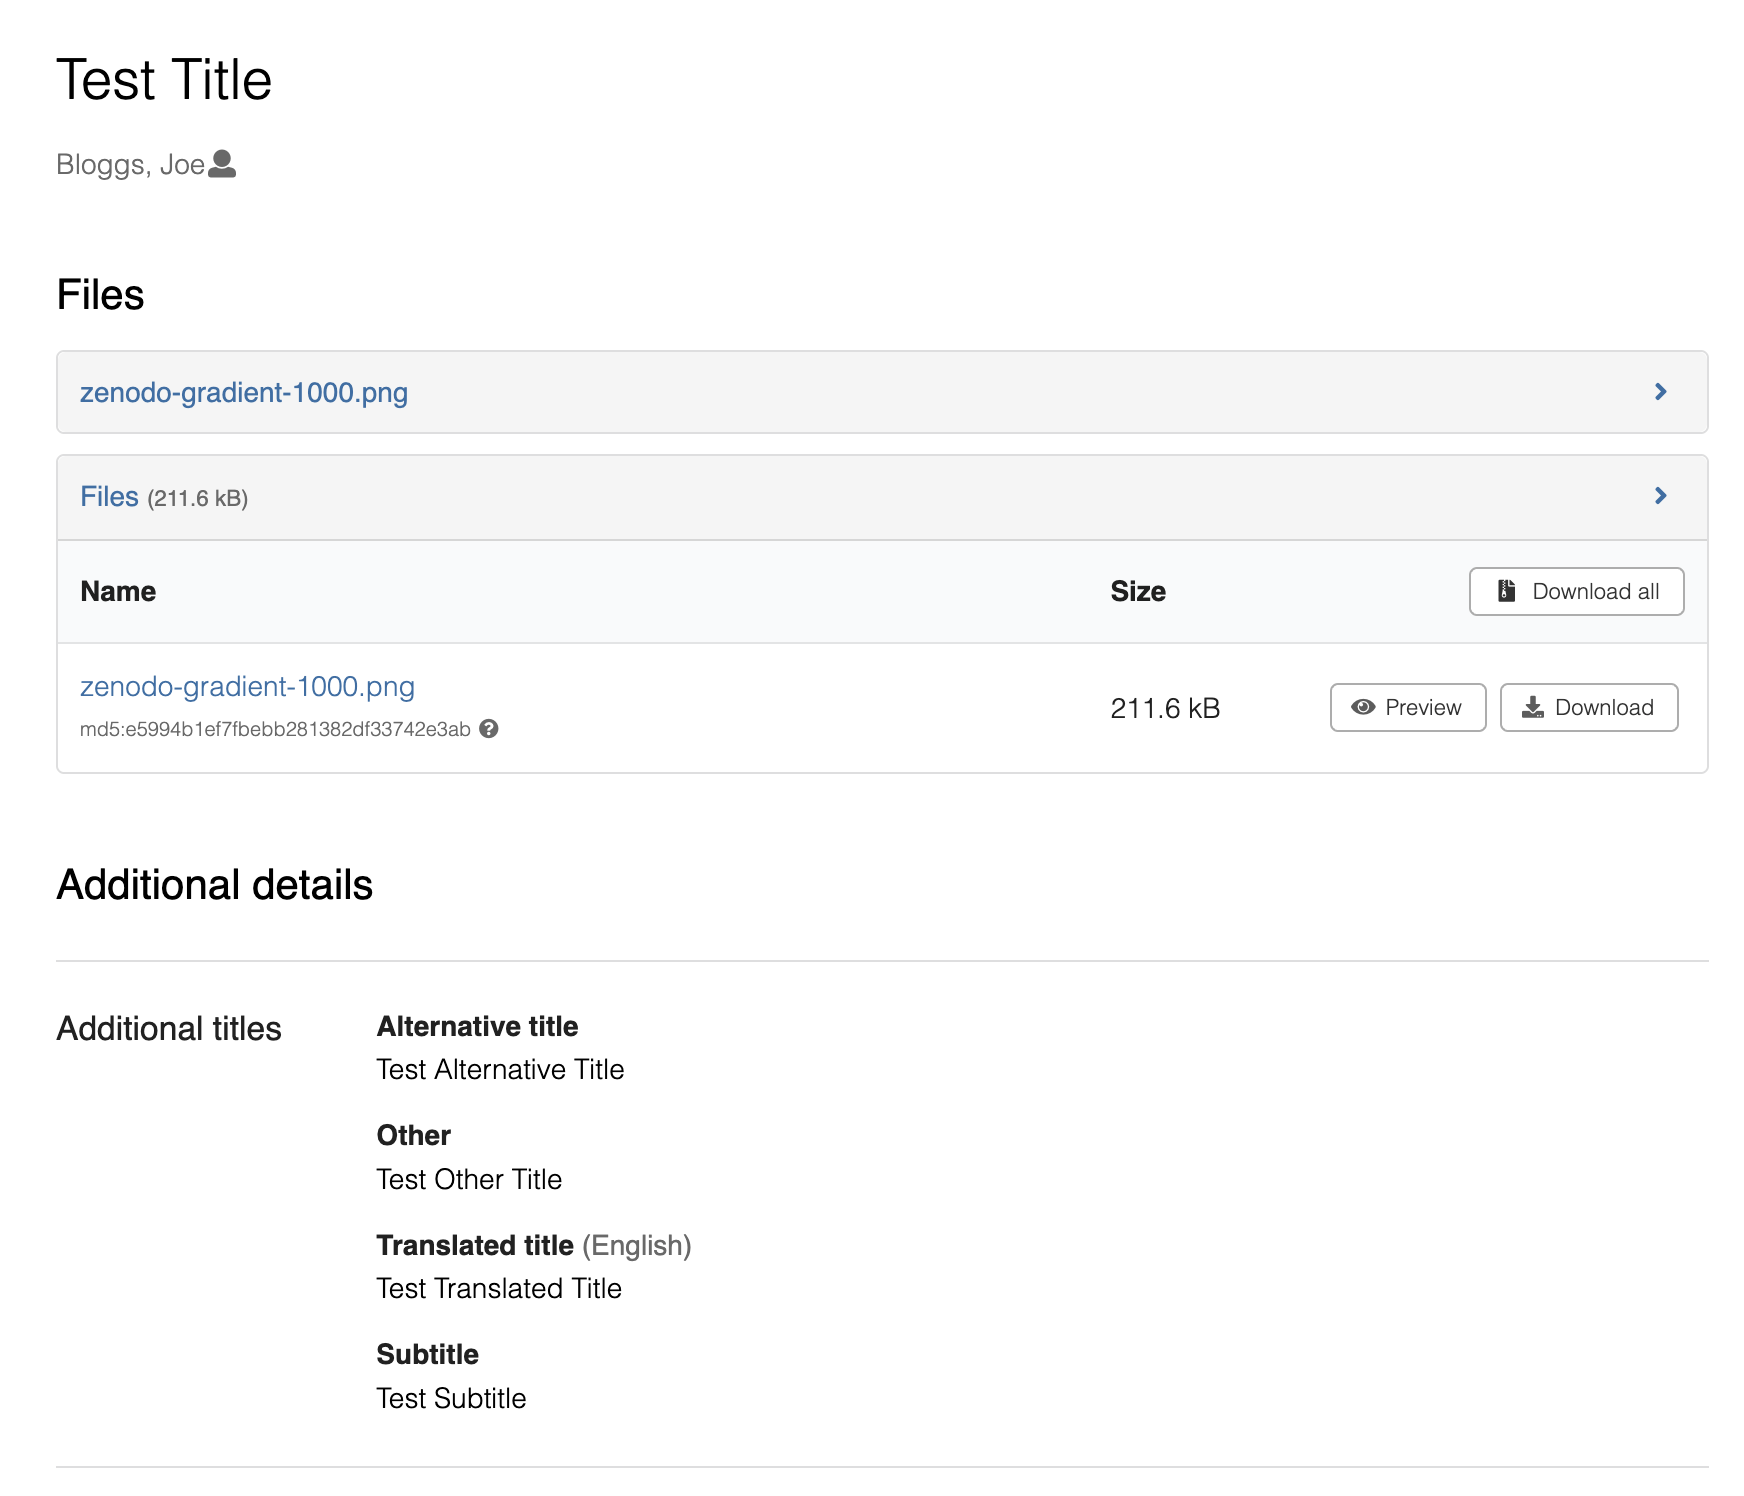 Test Title
Bloggs, Joe
Files
zenodo-gradient-1000.png
Files (211.6 kB)
Name Size Download all
zenodo-gradient-1000.png
md5:e5994b1ef7fbebb281382df33742e3ab
211.6 kB Preview Download
Additional details
Additional titles
Alternative title
Test Alternative Title
Other
Test Other Title
Translated title (English)
Test Translated Title
Subtitle
Test Subtitle